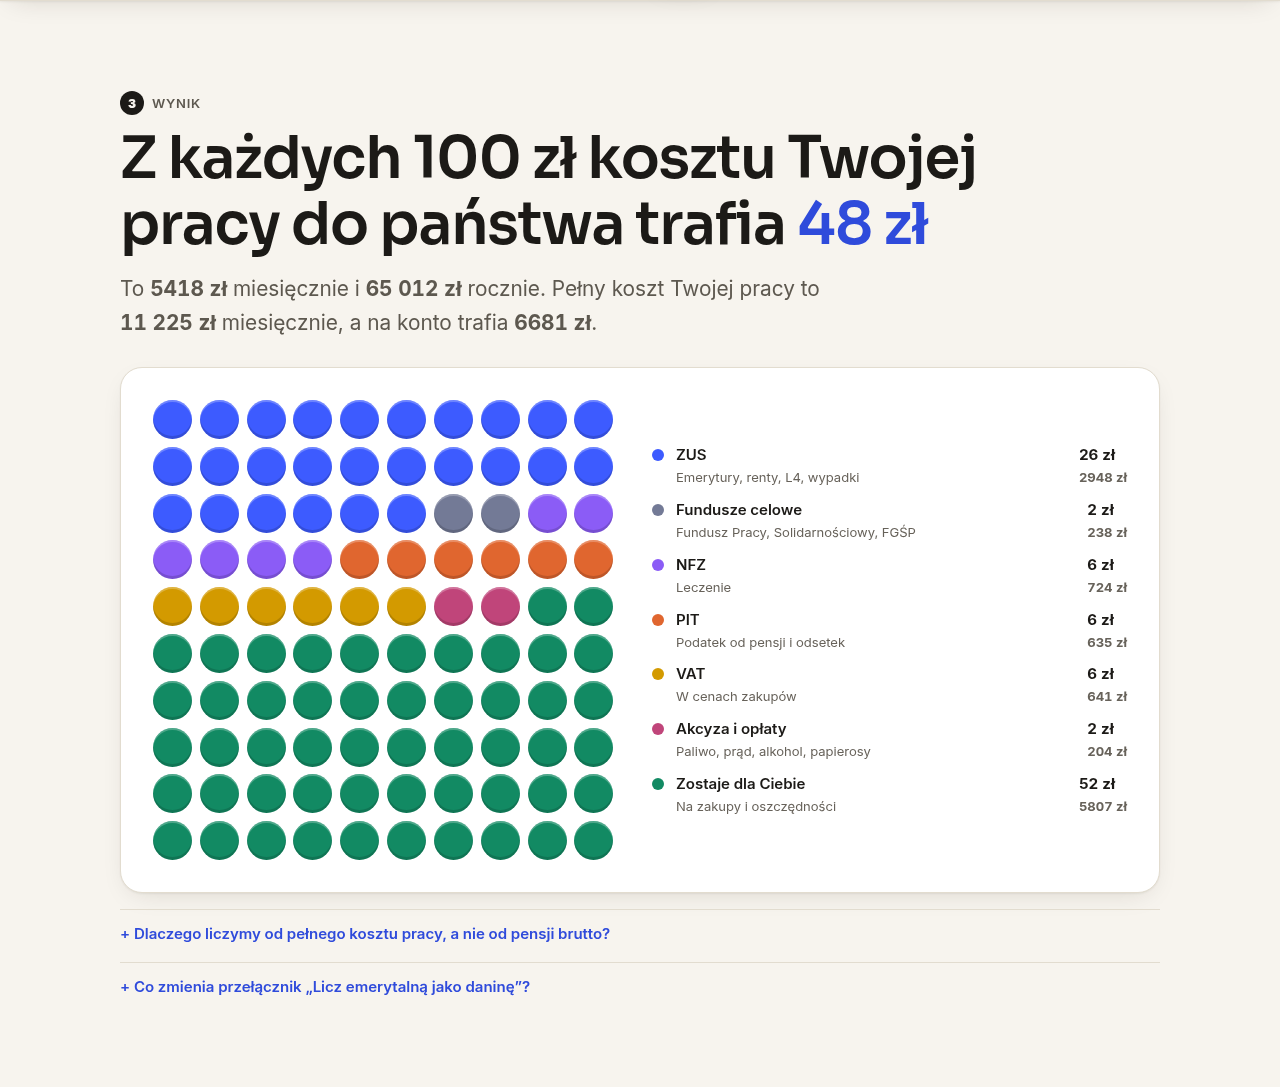 3 WYNIK
Z każdych 100 zł kosztu Twojej
pracy do państwa trafia 48 zł
To 5418 zł miesięcznie i 65 012 zł rocznie. Pełny koszt Twojej pracy to
11 225 zł miesięcznie, a na konto trafia 6681 zł.
ZUS 26 zł
Emerytury, renty, L4, wypadki 2948 zł
Fundusze celowe 2 zł
Fundusz Pracy, Solidarnościowy, FGŚP 238 zł
NFZ 6 zł
Leczenie 724 zł
PIT 6 zł
Podatek od pensji i odsetek 635 zł
VAT 6 zł
W cenach zakupów 641 zł
Akcyza i opłaty 2 zł
Paliwo, prąd, alkohol, papierosy 204 zł
Zostaje dla Ciebie 52 zł
Na zakupy i oszczędności 5807 zł
+ Dlaczego liczymy od pełnego kosztu pracy, a nie od pensji brutto?
+ Co zmienia przełącznik „Licz emerytalną jako daninę”?